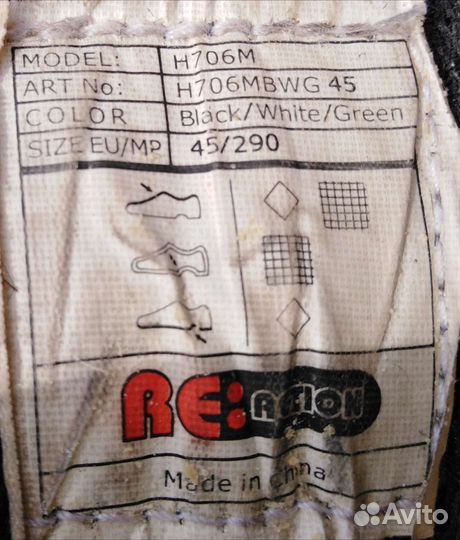 MODEL: H706M
ART No: H706MBWG 45
COLOR Black/White/Green
SIZE EU/MP 45/290
RE:ACTION
Made in China
Avito